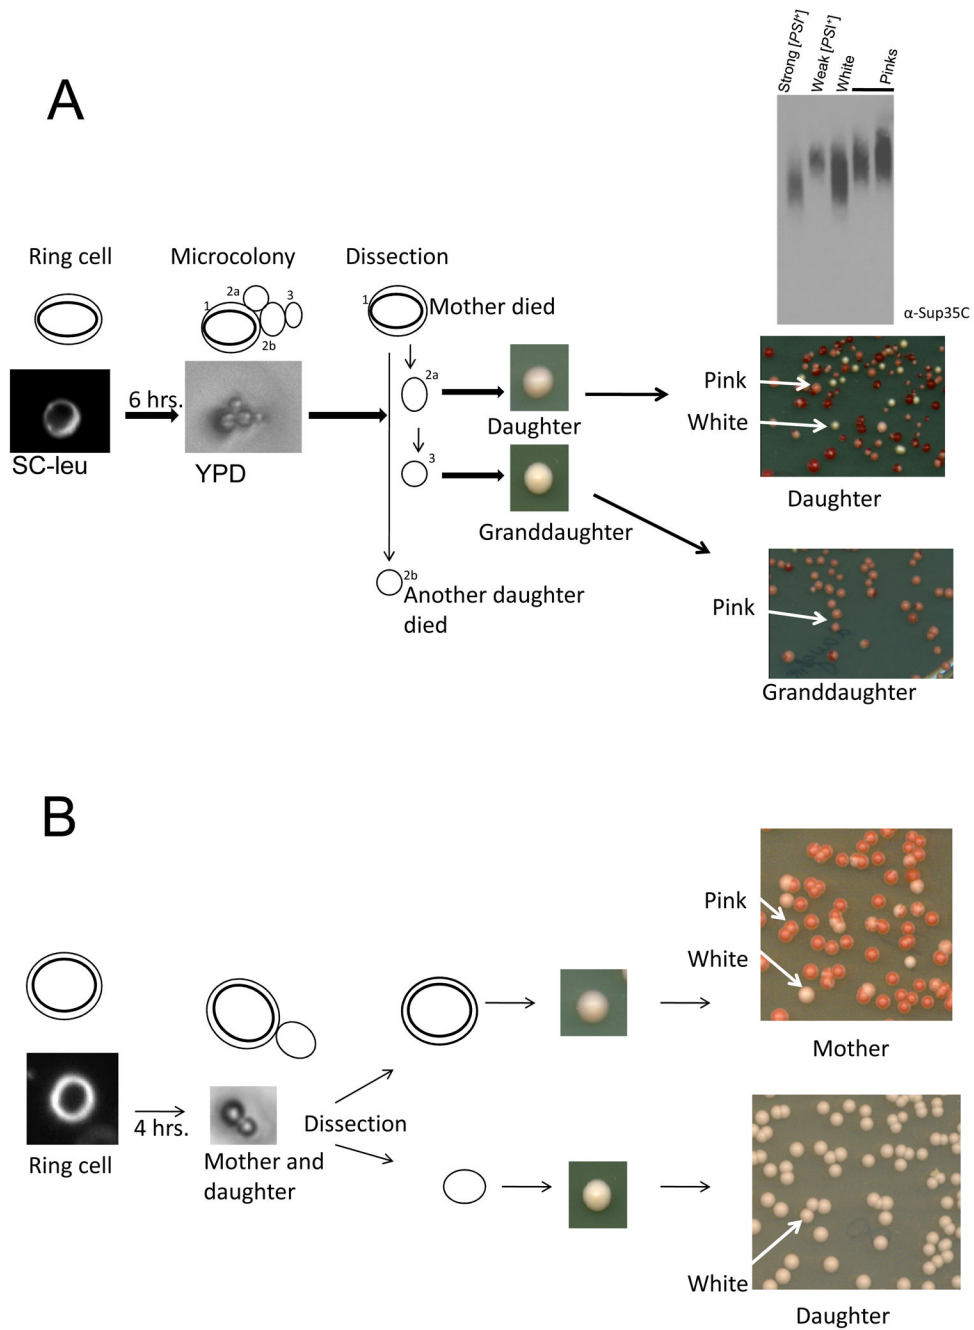 A
Strong [PSI+]
Weak [PSI+]
White
Pinks
α-Sup35C
Ring cell
Microcolony
Dissection
1
2a
3
2b
1
Mother died
2a
3
2b
6 hrs.
SC-leu
YPD
Daughter
Granddaughter
Another daughter
died
Pink
White
Daughter
Pink
Granddaughter
B
Ring cell
4 hrs.
Mother and
daughter
Dissection
Pink
White
Mother
White
Daughter